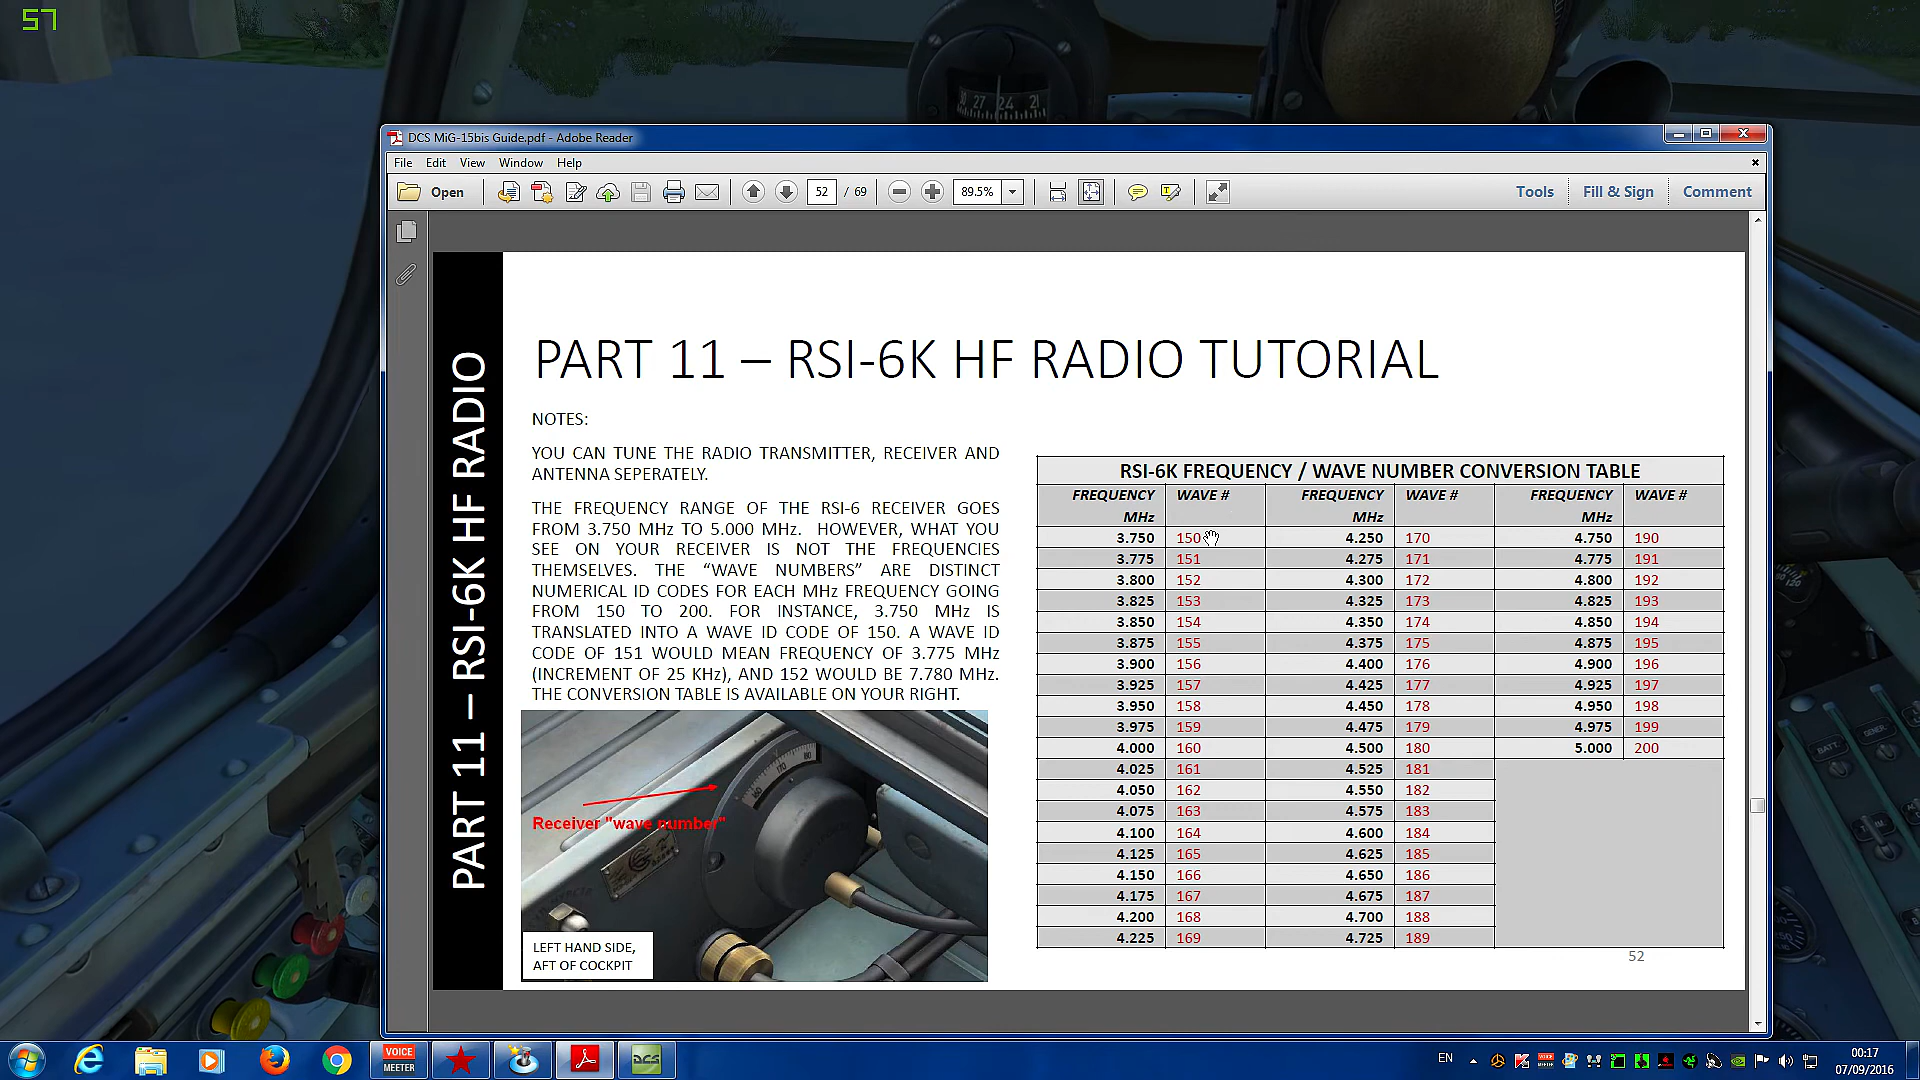 57
30 27 24 21
DCS MiG-15bis Guide.pdf - Adobe Reader
File Edit View Window Help
Open 52 / 69 89.5% Tools Fill & Sign Comment
PART 11 – RSI-6K HF RADIO
PART 11 – RSI-6K HF RADIO TUTORIAL
NOTES:
YOU CAN TUNE THE RADIO TRANSMITTER, RECEIVER AND
ANTENNA SEPERATELY.
THE FREQUENCY RANGE OF THE RSI-6 RECEIVER GOES
FROM 3.750 MHz TO 5.000 MHz. HOWEVER, WHAT YOU
SEE ON YOUR RECEIVER IS NOT THE FREQUENCIES
THEMSELVES. THE “WAVE NUMBERS” ARE DISTINCT
NUMERICAL ID CODES FOR EACH MHz FREQUENCY GOING
FROM 150 TO 200. FOR INSTANCE, 3.750 MHz IS
TRANSLATED INTO A WAVE ID CODE OF 150. A WAVE ID
CODE OF 151 WOULD MEAN FREQUENCY OF 3.775 MHz
(INCREMENT OF 25 KHz), AND 152 WOULD BE 7.780 MHz.
THE CONVERSION TABLE IS AVAILABLE ON YOUR RIGHT.
160 170 180
Receiver "wave number"
LEFT HAND SIDE,
AFT OF COCKPIT
RSI-6K FREQUENCY / WAVE NUMBER CONVERSION TABLE
FREQUENCY MHz WAVE # FREQUENCY MHz WAVE # FREQUENCY MHz WAVE #
3.750 150 4.250 170 4.750 190
3.775 151 4.275 171 4.775 191
3.800 152 4.300 172 4.800 192
3.825 153 4.325 173 4.825 193
3.850 154 4.350 174 4.850 194
3.875 155 4.375 175 4.875 195
3.900 156 4.400 176 4.900 196
3.925 157 4.425 177 4.925 197
3.950 158 4.450 178 4.950 198
3.975 159 4.475 179 4.975 199
4.000 160 4.500 180 5.000 200
4.025 161 4.525 181
4.050 162 4.550 182
4.075 163 4.575 183
4.100 164 4.600 184
4.125 165 4.625 185
4.150 166 4.650 186
4.175 167 4.675 187
4.200 168 4.700 188
4.225 169 4.725 189
52
BATT.
VOICE
MEETER
DCS
EN
00:17
07/09/2016